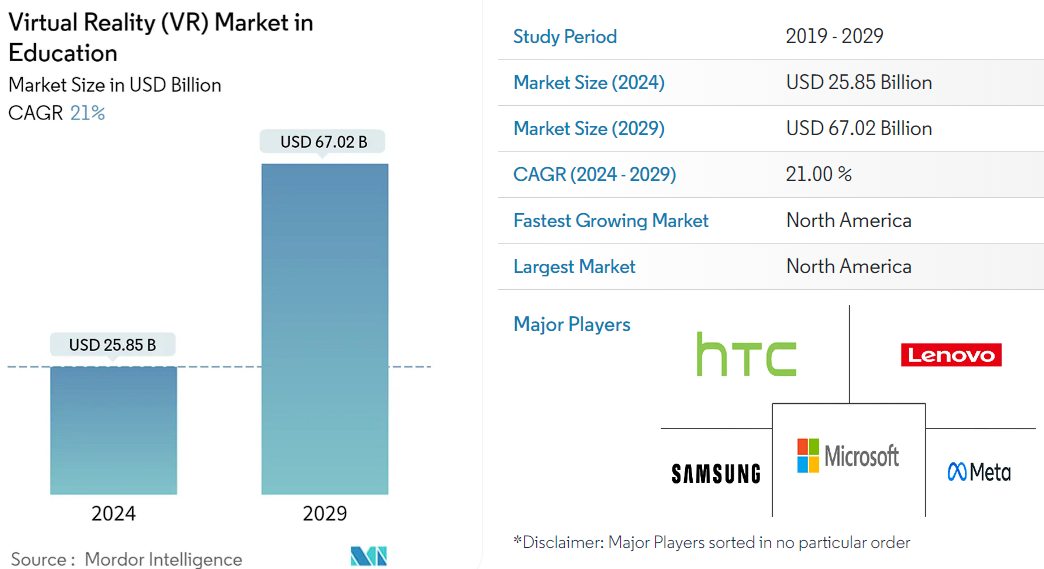 Virtual Reality (VR) Market in
Education
Market Size in USD Billion
CAGR 21%
USD 67.02 B
USD 25.85 B
2024 2029
Source : Mordor Intelligence
Study Period 2019 - 2029
Market Size (2024) USD 25.85 Billion
Market Size (2029) USD 67.02 Billion
CAGR (2024 - 2029) 21.00 %
Fastest Growing Market North America
Largest Market North America
Major Players
hTC
Lenovo
SAMSUNG
Microsoft
Meta
*Disclaimer: Major Players sorted in no particular order